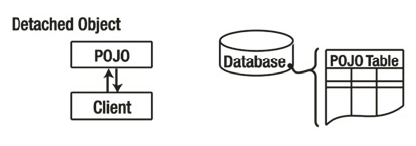 Detached Object
POJO
Client
Database
POJO Table